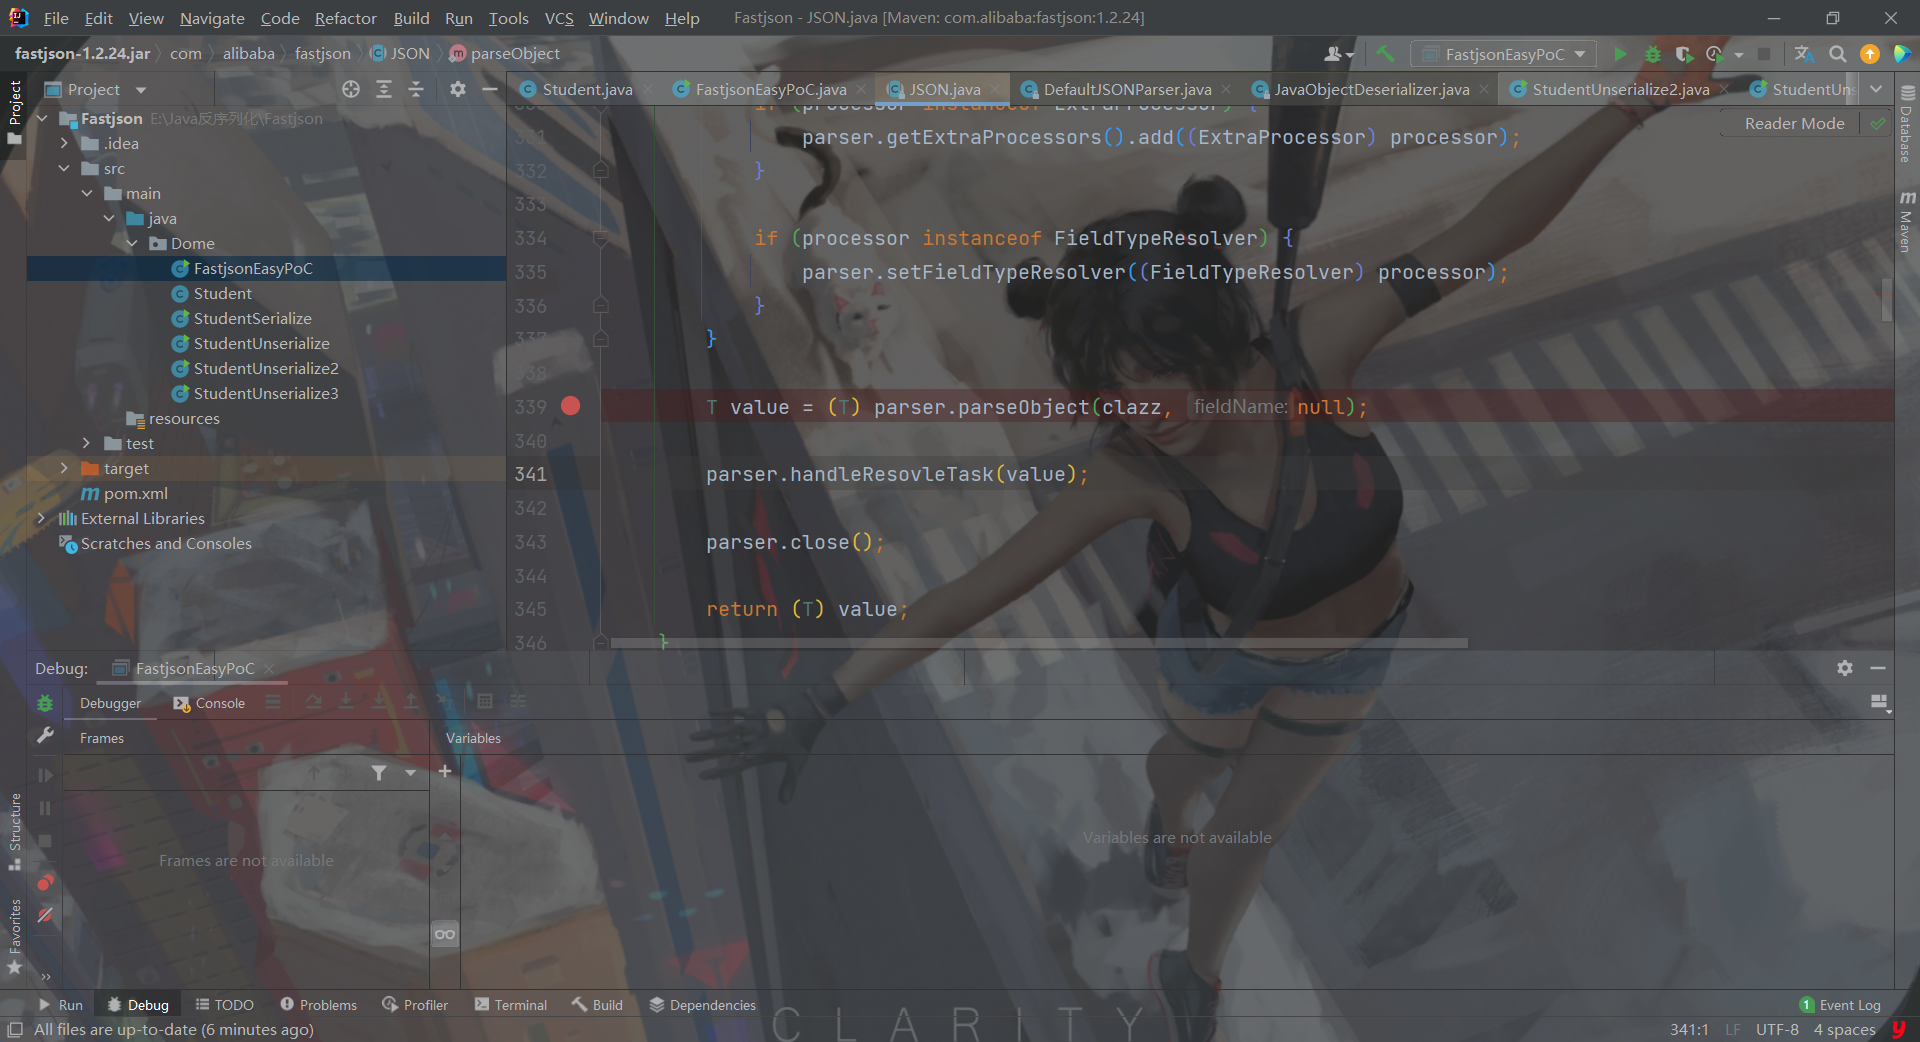 File Edit View Navigate Code Refactor Build Run Tools VCS Window Help Fastjson - JSON.java [Maven: com.alibaba:fastjson:1.2.24]
fastjson-1.2.24.jar com alibaba fastjson JSON parseObject FastjsonEasyPoC
Project Student.java FastjsonEasyPoC.java JSON.java DefaultJSONParser.java JavaObjectDeserializer.java StudentUnserialize2.java StudentUns
Project
Database
Maven
Structure
Favorites
Reader Mode
Fastjson E:\Java反序列化\Fastjson
.idea
src
main
java
Dome
FastjsonEasyPoC
Student
StudentSerialize
StudentUnserialize
StudentUnserialize2
StudentUnserialize3
resources
test
target
pom.xml
External Libraries
Scratches and Consoles
if (processor instanceof ExtraProcessor) {
331 parser.getExtraProcessors().add((ExtraProcessor) processor);
332 }
333
334 if (processor instanceof FieldTypeResolver) {
335 parser.setFieldTypeResolver((FieldTypeResolver) processor);
336 }
337 }
338
339 T value = (T) parser.parseObject(clazz, fieldName: null);
340
341 parser.handleResovleTask(value);
342
343 parser.close();
344
345 return (T) value;
346 }
Debug: FastjsonEasyPoC
Debugger Console
Frames Variables
Frames are not available
Variables are not available
Run Debug TODO Problems Profiler Terminal Build Dependencies 1 Event Log
CLARITY
All files are up-to-date (6 minutes ago) 341:1 LF UTF-8 4 spaces